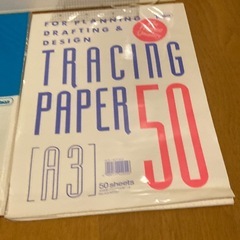 FOR PLANNING
DRAFTING &
DESIGN
TRACING
PAPER 50
[A3]
50 sheets